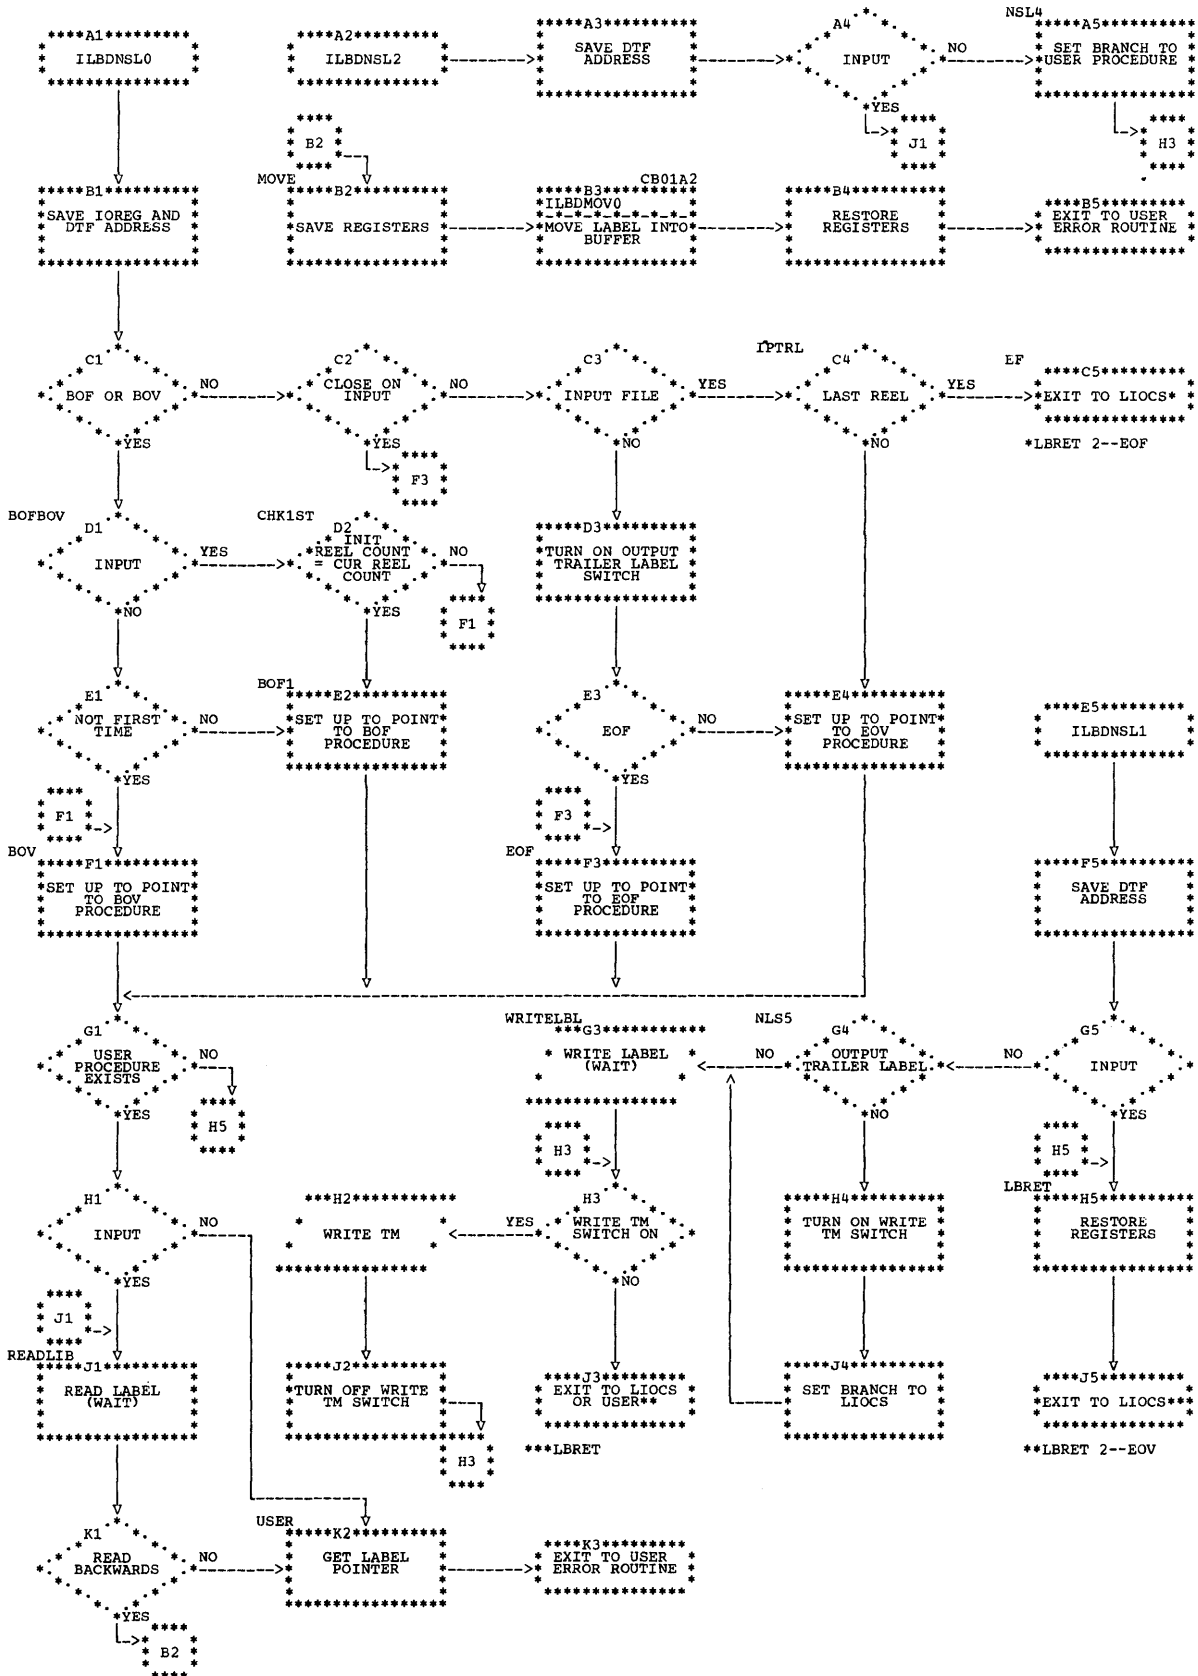 NSL4
A1
ILBDNSL0
A2
ILBDNSL2
A3
SAVE DTF
ADDRESS
A4
INPUT
NO
YES
A5
SET BRANCH TO
USER PROCEDURE
B2
J1
H3
MOVE
CB01A2
B1
SAVE IOREG AND
DTF ADDRESS
B2
SAVE REGISTERS
B3
ILBDMOV0
MOVE LABEL INTO
BUFFER
B4
RESTORE
REGISTERS
B5
EXIT TO USER
ERROR ROUTINE
C1
BOF OR BOV
NO
YES
C2
CLOSE ON
INPUT
NO
YES
F3
C3
INPUT FILE
YES
NO
IPTRL
C4
LAST REEL
YES
NO
EF
C5
EXIT TO LIOCS*
*LBRET 2--EOF
BOFBOV
D1
INPUT
YES
NO
CHK1ST
D2
INIT
REEL COUNT
= CUR REEL
COUNT
NO
YES
F1
D3
TURN ON OUTPUT
TRAILER LABEL
SWITCH
E1
NOT FIRST
TIME
NO
YES
BOF1
E2
SET UP TO POINT
TO BOF
PROCEDURE
E3
EOF
NO
YES
E4
SET UP TO POINT
TO EOV
PROCEDURE
E5
ILBDNSL1
F1
F3
BOV
F1
SET UP TO POINT
TO BOV
PROCEDURE
EOF
F3
SET UP TO POINT
TO EOF
PROCEDURE
F5
SAVE DTF
ADDRESS
G1
USER
PROCEDURE
EXISTS
NO
YES
H5
WRITELBL
G3
WRITE LABEL
(WAIT)
NLS5
G4
OUTPUT
TRAILER LABEL
NO
NO
G5
INPUT
NO
YES
H3
H5
H1
INPUT
NO
YES
H2
WRITE TM
H3
WRITE TM
SWITCH ON
YES
NO
H4
TURN ON WRITE
TM SWITCH
LBRET
H5
RESTORE
REGISTERS
J1
READLIB
J1
READ LABEL
(WAIT)
J2
TURN OFF WRITE
TM SWITCH
H3
J3
EXIT TO LIOCS
OR USER**
***LBRET
J4
SET BRANCH TO
LIOCS
J5
EXIT TO LIOCS***
**LBRET 2--EOV
K1
READ
BACKWARDS
NO
YES
B2
USER
K2
GET LABEL
POINTER
K3
EXIT TO USER
ERROR ROUTINE